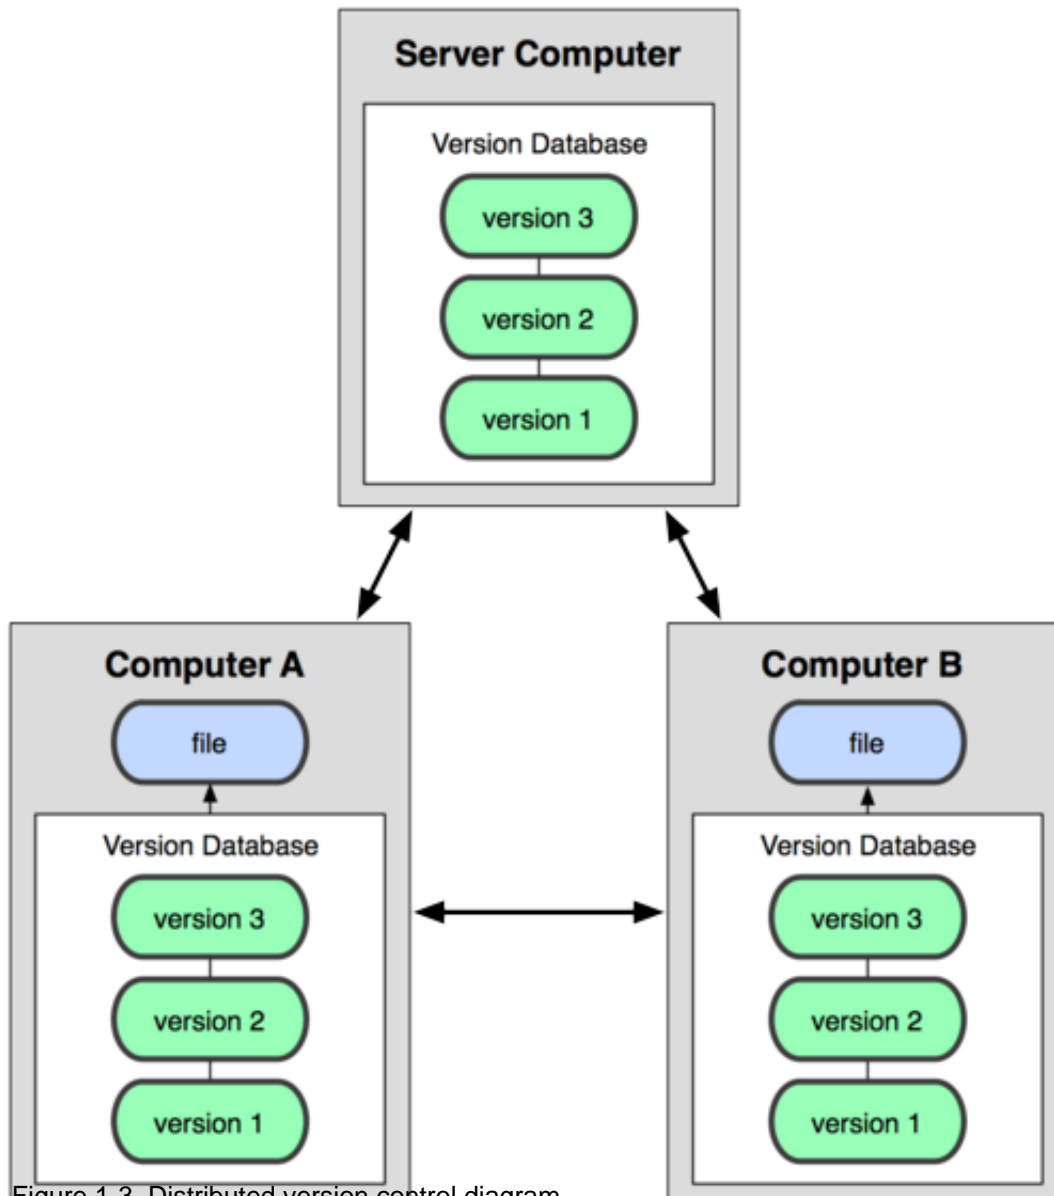 Server Computer
Version Database
version 3
version 2
version 1
Computer A
file
Version Database
version 3
version 2
version 1
Computer B
file
Version Database
version 3
version 2
version 1
Figure 1-3. Distributed version control diagram